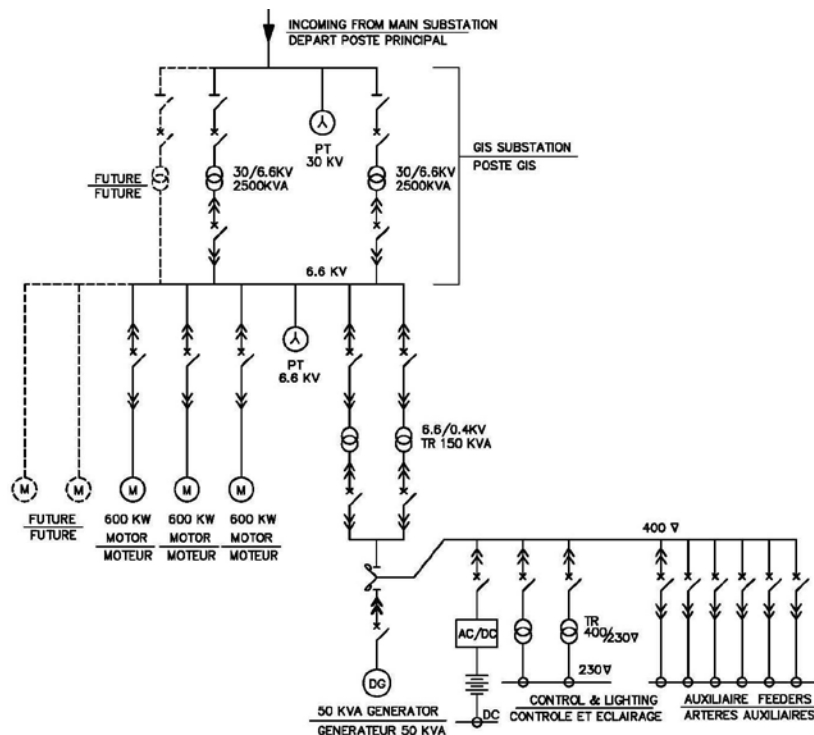 INCOMING FROM MAIN SUBSTATION
DEPART POSTE PRINCIPAL
PT
30 KV
GIS SUBSTATION
POSTE GIS
FUTURE
FUTURE
30/6.6KV
2500KVA
30/6.6KV
2500KVA
6.6 KV
PT
6.6 KV
6.6/0.4KV
TR 150 KVA
M
M
M
M
M
FUTURE
FUTURE
600 KW
MOTOR
MOTEUR
600 KW
MOTOR
MOTEUR
600 KW
MOTOR
MOTEUR
400 V
AC/DC
TR
400/230V
DG
230V
DC
50 KVA GENERATOR
GENERATEUR 50 KVA
CONTROL & LIGHTING
CONTROLE ET ECLAIRAGE
AUXILIAIRE FEEDERS
ARTERES AUXILIAIRES